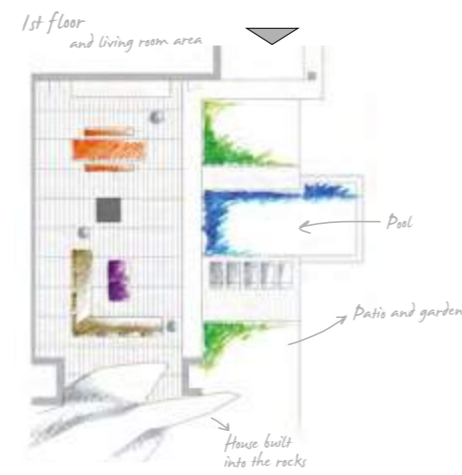 1st floor
and living room area
Pool
Patio and garden
House built
into the rocks